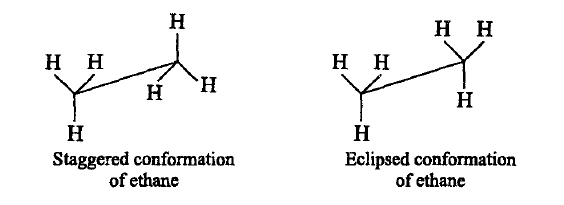 H
H H
H H
H
H H
H H
H
H
Staggered conformation
of ethane
Eclipsed conformation
of ethane